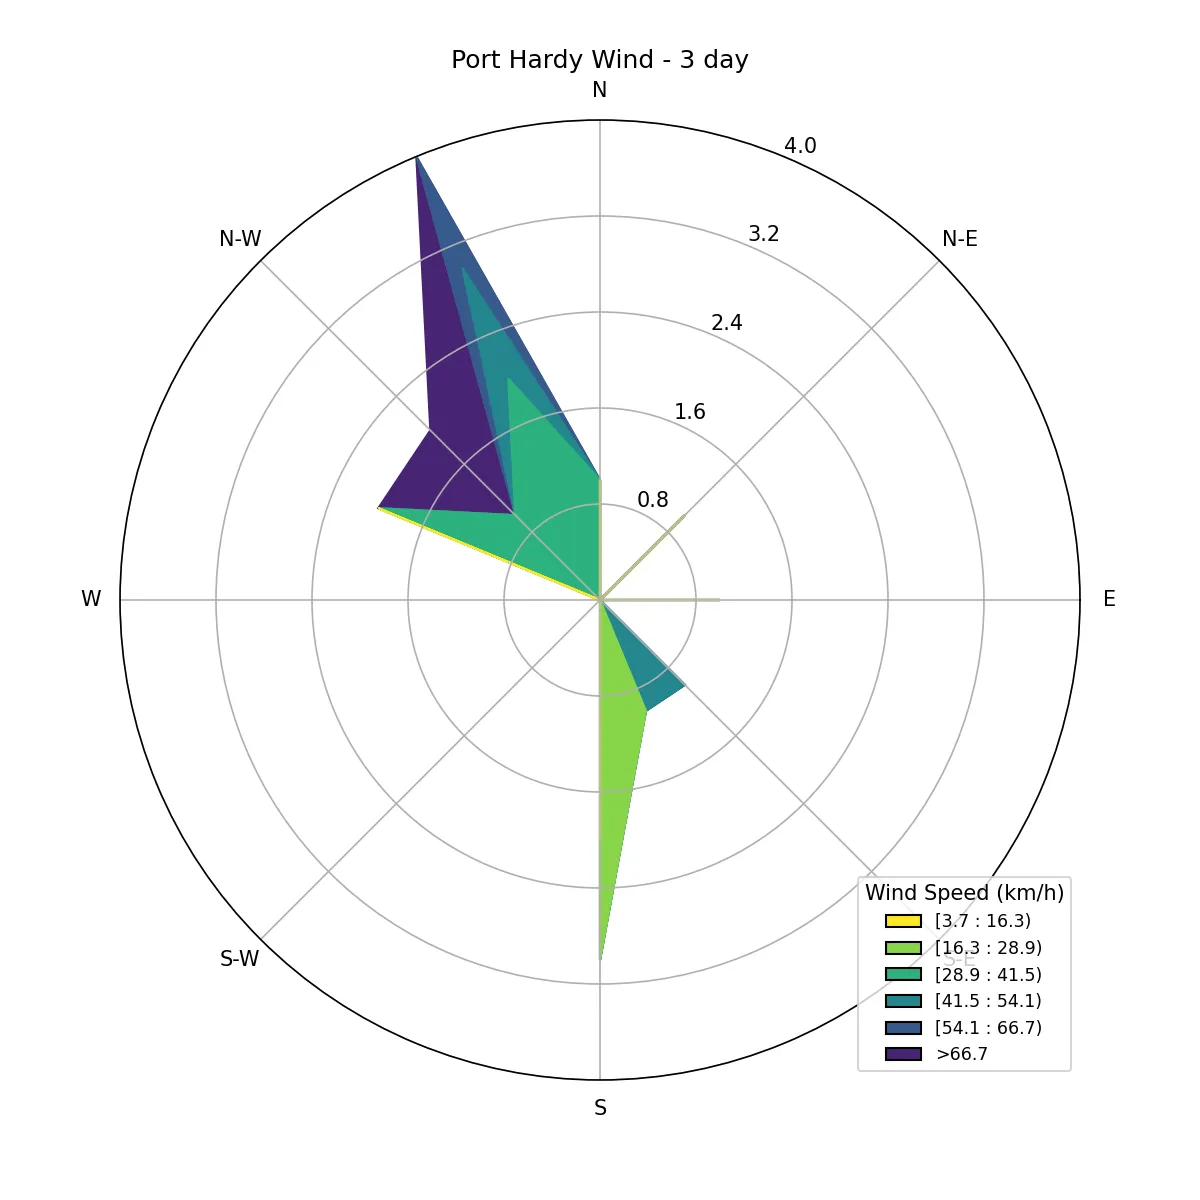 Port Hardy Wind - 3 day
N
4.0
N-W
N-E
3.2
2.4
1.6
0.8
W
E
Wind Speed (km/h)
[3.7 : 16.3)
[16.3 : 28.9)
S-W
S-E
[28.9 : 41.5)
[41.5 : 54.1)
[54.1 : 66.7)
>66.7
S